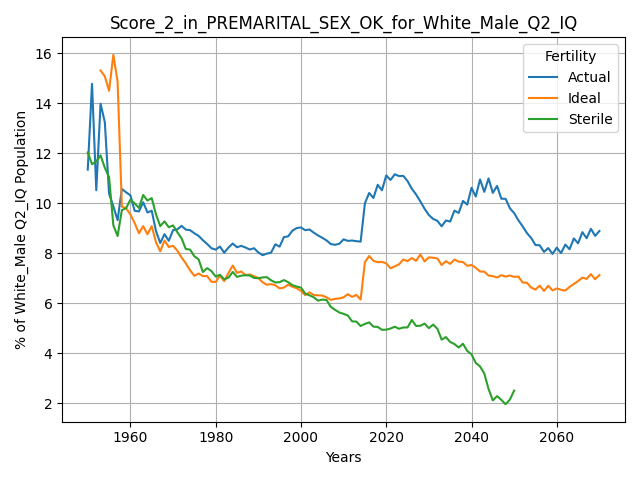 Score_2_in_PREMARITAL_SEX_OK_for_White_Male_Q2_IQ
Fertility
Actual
Ideal
Sterile
% of White_Male Q2_IQ Population
16
14
12
10
8
6
4
2
1960
1980
2000
2020
2040
2060
Years